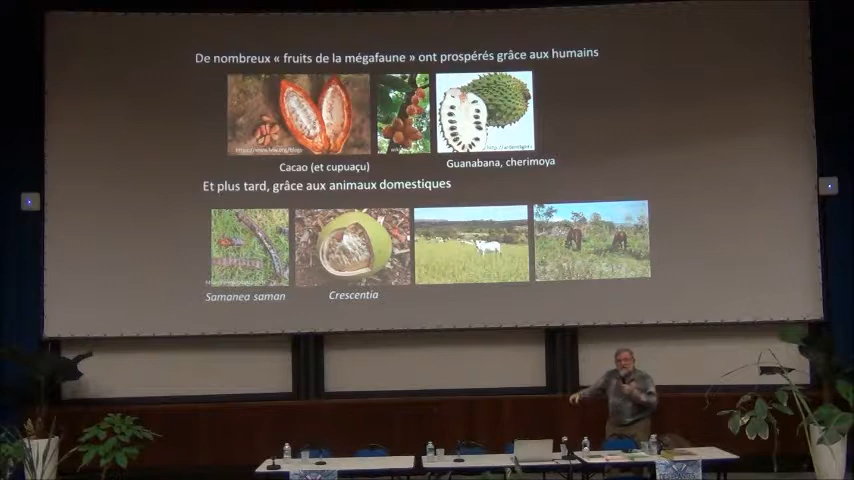 De nombreux « fruits de la mégafaune » ont prospérés grâce aux humains
Cacao (et cupuaçu)
Guanabana, cherimoya
Et plus tard, grâce aux animaux domestiques
Samanea saman
Crescentia